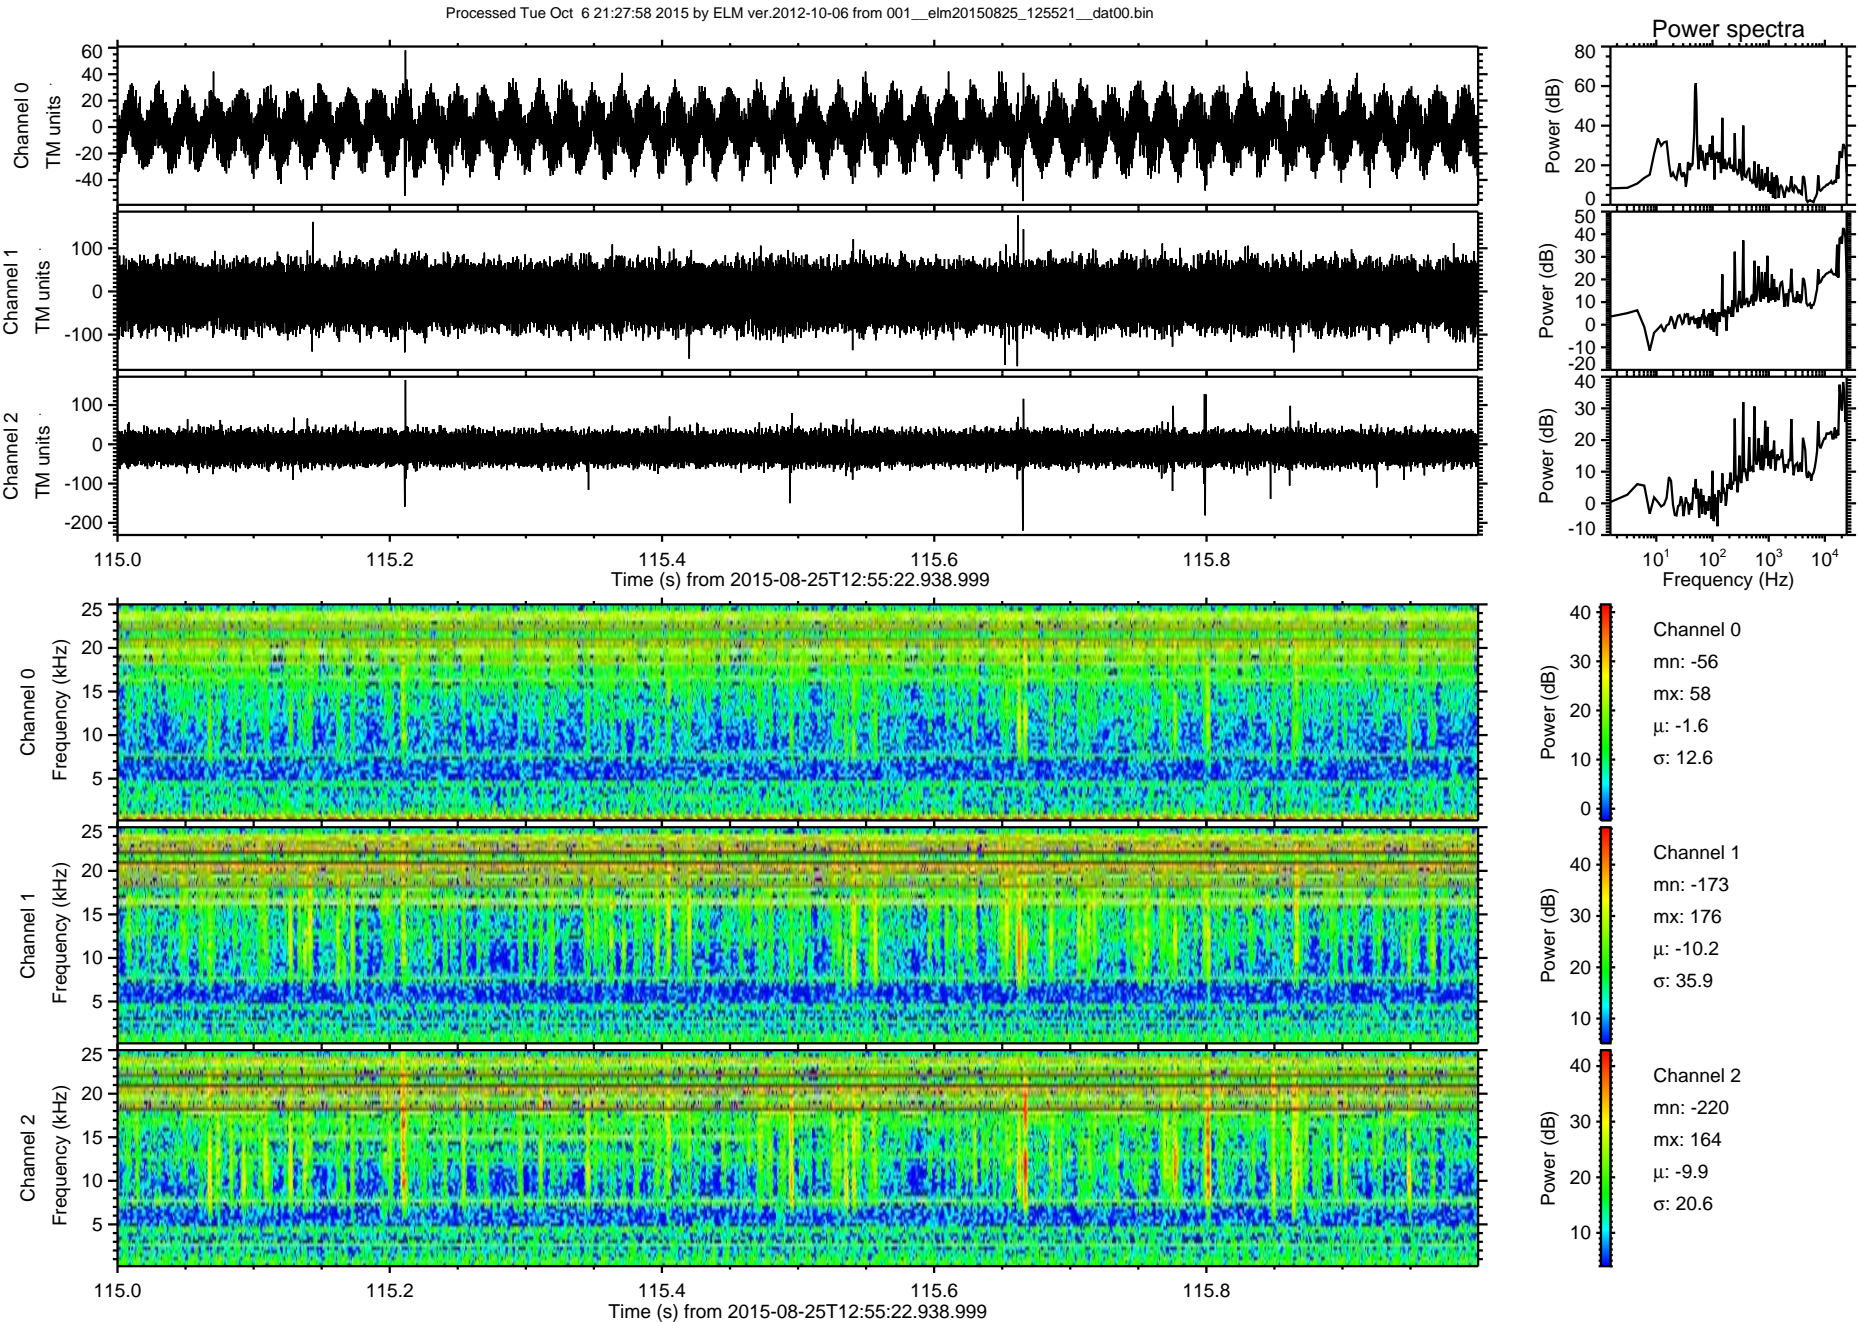 Processed Tue Oct  6 21:27:58 2015 by ELM ver.2012-10-06 from 001__elm20150825_125521__dat00.bin
Power spectra
Channel 0
TM units
60
40
20
0
-20
-40
Power (dB)
80
60
40
20
0
Channel 1
TM units
100
0
-100
Power (dB)
50
40
30
20
10
0
-10
-20
Channel 2
TM units
100
0
-100
-200
Power (dB)
40
30
20
10
0
-10
115.0 115.2 115.4 115.6 115.8
Time (s) from 2015-08-25T12:55:22.938.999
10^1 10^2 10^3 10^4
Frequency (Hz)
Channel 0
Frequency (kHz)
25
20
15
10
5
Power (dB)
40
30
20
10
0
Channel 0
mn: -56
mx: 58
μ: -1.6
σ: 12.6
Channel 1
Frequency (kHz)
25
20
15
10
5
Power (dB)
40
30
20
10
Channel 1
mn: -173
mx: 176
μ: -10.2
σ: 35.9
Channel 2
Frequency (kHz)
25
20
15
10
5
Power (dB)
40
30
20
10
Channel 2
mn: -220
mx: 164
μ: -9.9
σ: 20.6
115.0 115.2 115.4 115.6 115.8
Time (s) from 2015-08-25T12:55:22.938.999